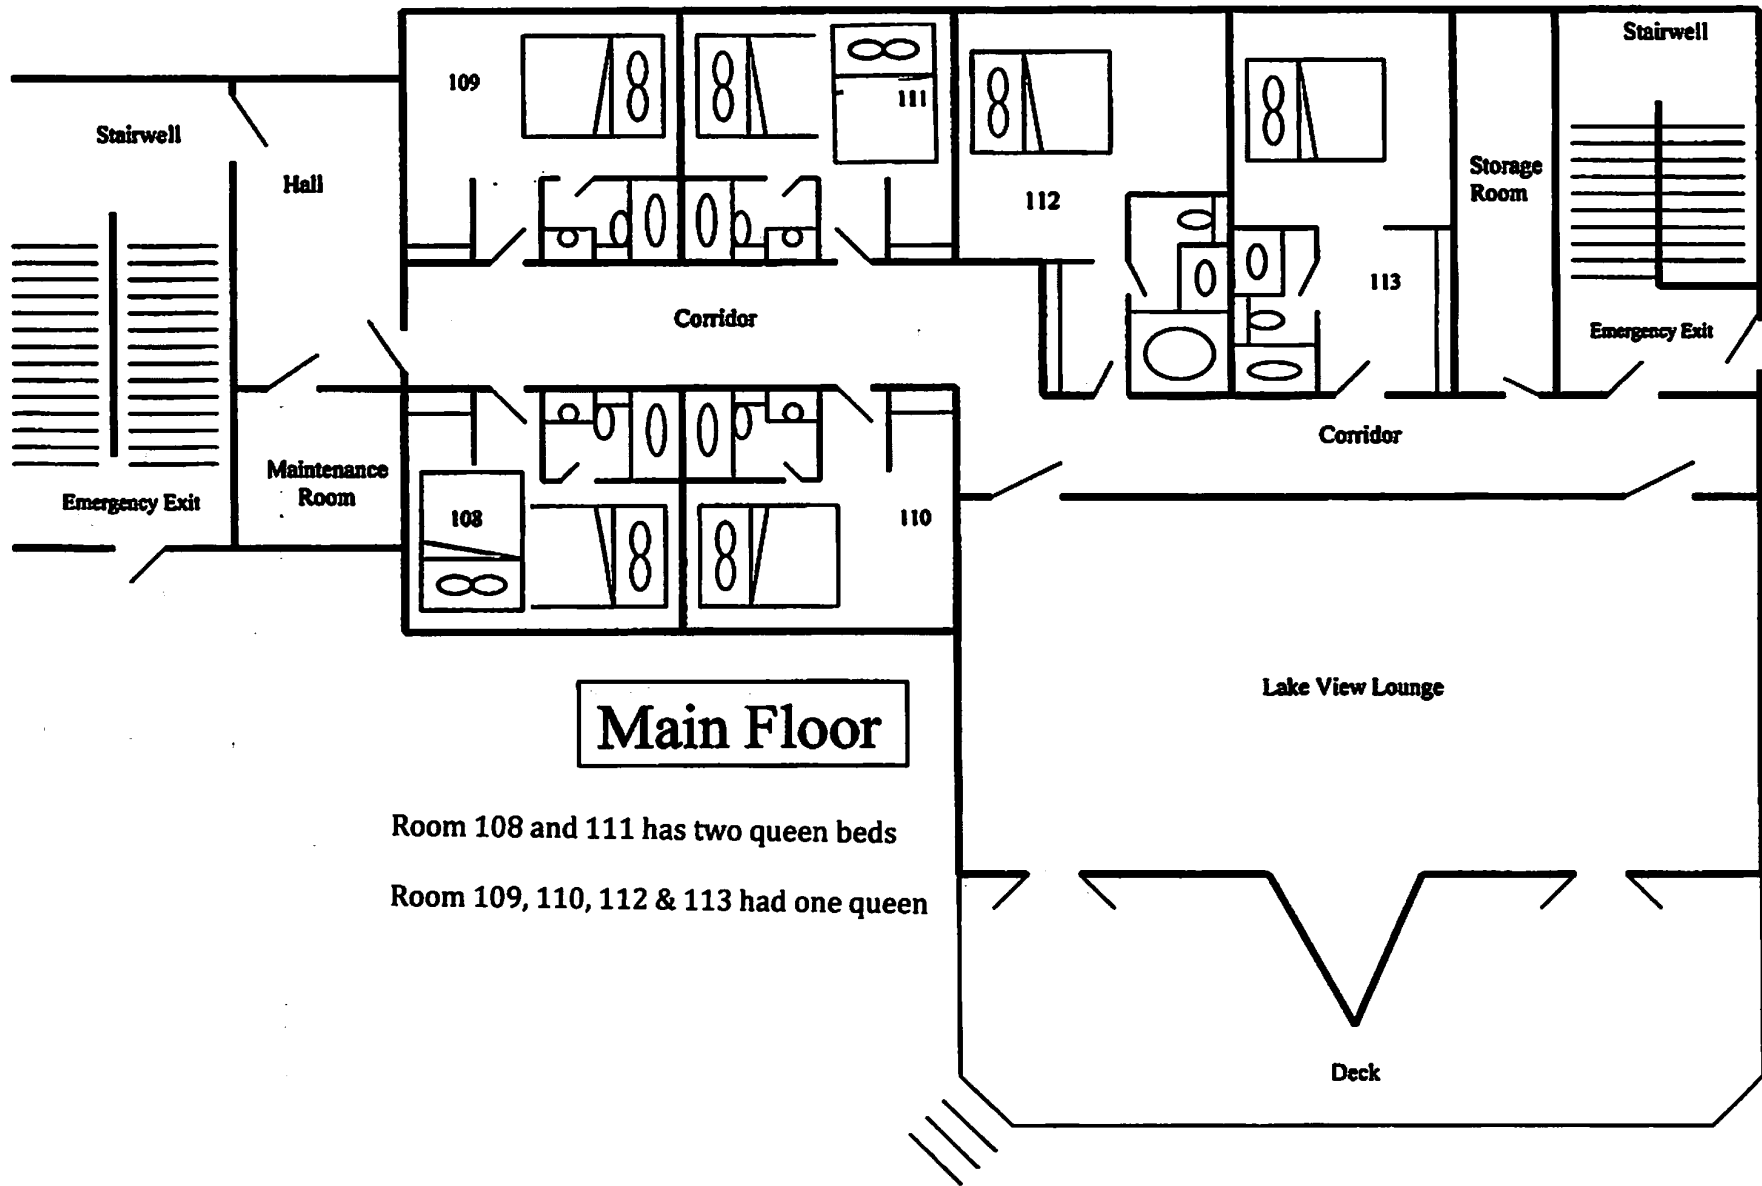 Stairwell
109
111
Stairwell
Hall
112
Storage
Room
113
Corridor
Emergency Exit
Corridor
Maintenance
Room
Emergency Exit
108
110
Lake View Lounge
Main Floor
Room 108 and 111 has two queen beds
Room 109, 110, 112 & 113 had one queen
Deck